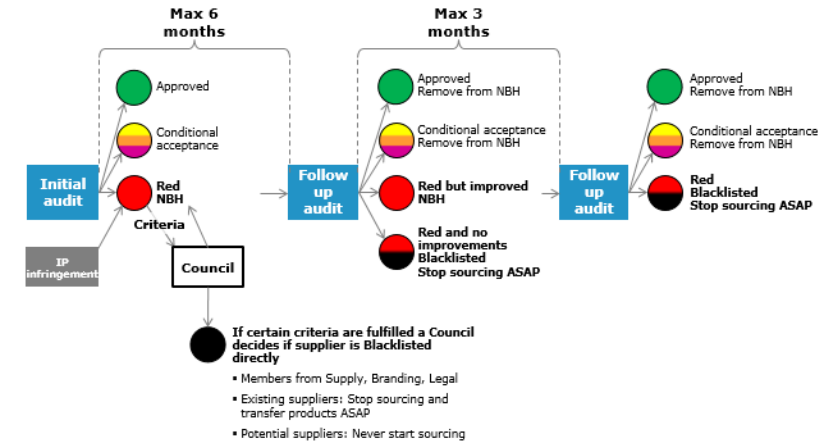 Max 6
months
Max 3
months
Approved
Conditional
acceptance
Initial
audit
Red
NBH
Criteria
IP
infringement
Council
Follow
up
audit
Approved
Remove from NBH
Conditional acceptance
Remove from NBH
Red but improved
NBH
Red and no
improvements
Blacklisted
Stop sourcing ASAP
Follow
up
audit
Approved
Remove from NBH
Conditional acceptance
Remove from NBH
Red
Blacklisted
Stop sourcing ASAP
If certain criteria are fulfilled a Council
decides if supplier is Blacklisted
directly
▪ Members from Supply, Branding, Legal
▪ Existing suppliers: Stop sourcing and
transfer products ASAP
▪ Potential suppliers: Never start sourcing